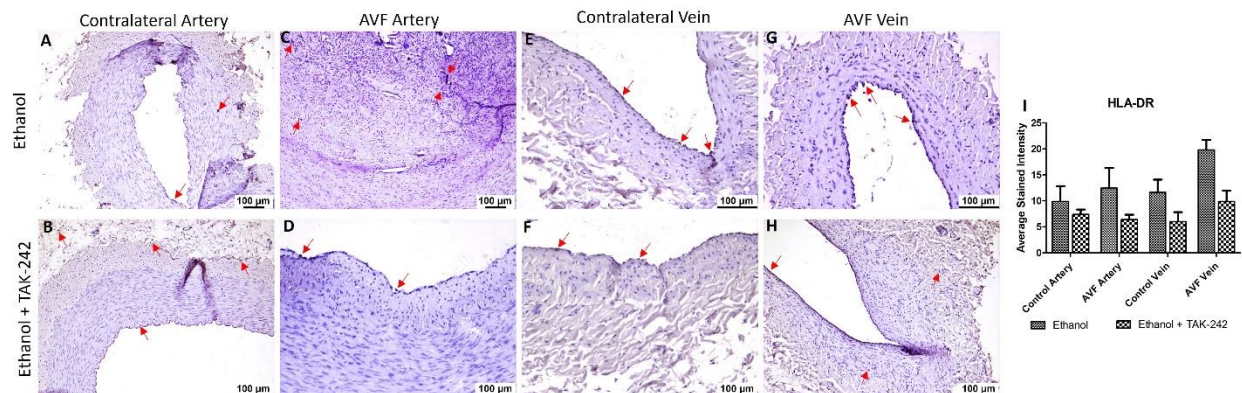 Contralateral Artery
AVF Artery
Contralateral Vein
AVF Vein
Ethanol
Ethanol + TAK-242
A
100 µm
C
100 µm
E
100 µm
G
100 µm
B
100 µm
D
100 µm
F
100 µm
H
100 µm
I
HLA-DR
Average Stained Intensity
25
20
15
10
5
0
Control Artery
AVF Artery
Control Vein
AVF Vein
Ethanol
Ethanol + TAK-242